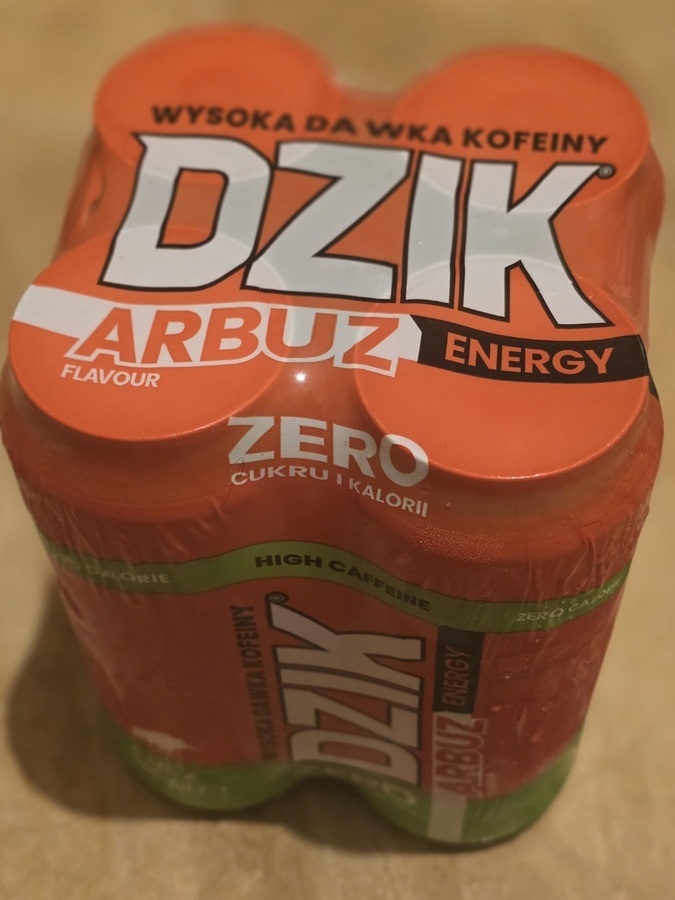 WYSOKA DAWKA KOFEINY
DZIK®
ARBUZ
FLAVOUR
ENERGY
ZERO
CUKRU I KALORII
CALORIE
HIGH CAFFEINE
ZERO CALORIE
WYSOKA DAWKA KOFEINY
DZIK®
ARBUZ
ENERGY